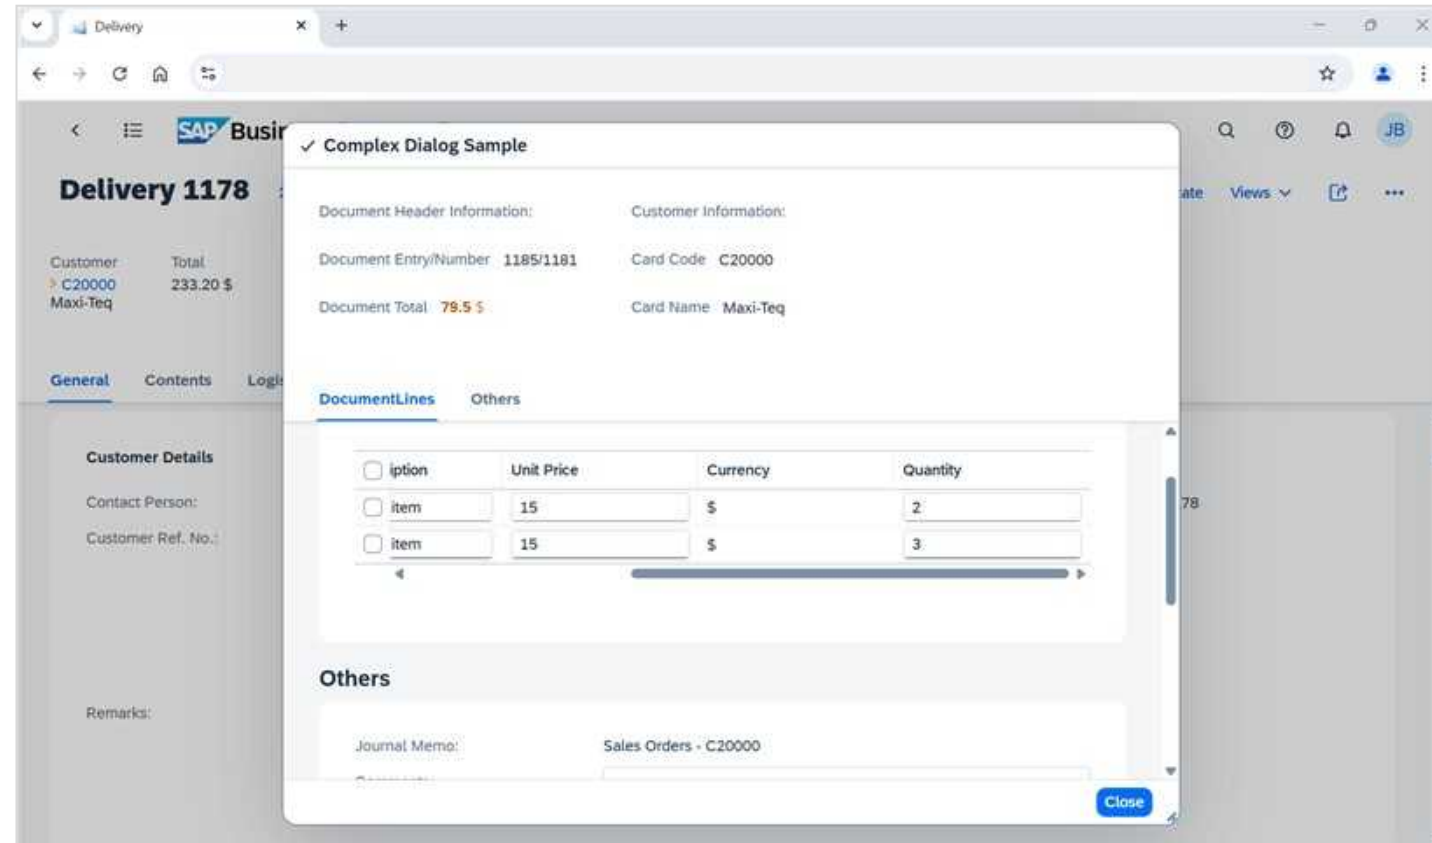 Delivery
SAP Busin
JB
Complex Dialog Sample
Delivery 1178
Views
Document Header Information:
Customer Information:
Document Entry/Number 1185/1181
Card Code C20000
Customer
Total
C20000
233.20 $
Maxi-Teq
Document Total 79.5 $
Card Name Maxi-Teq
General
Contents
DocumentLines
Others
Customer Details
iption
Unit Price
Currency
Quantity
Contact Person:
item
15
$
2
78
Customer Ref. No.:
item
15
$
3
Others
Remarks:
Journal Memo:
Sales Orders - C20000
Close